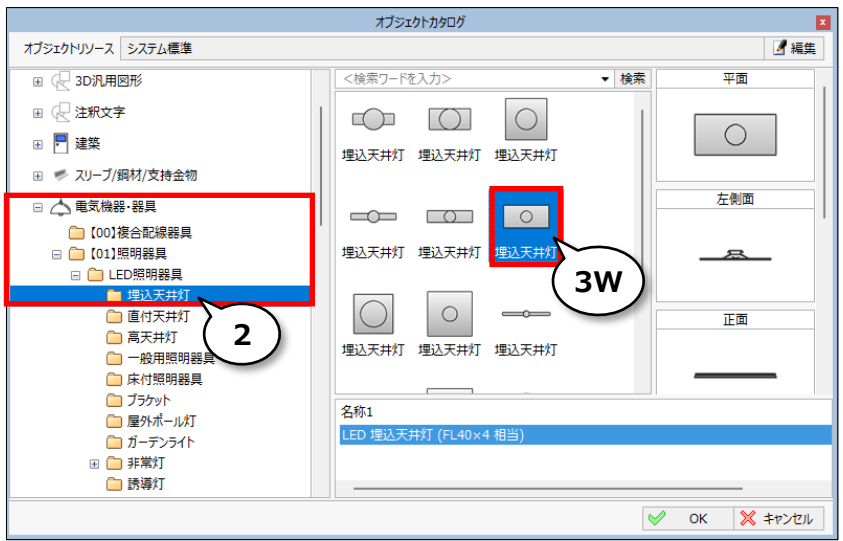 オブジェクトカタログ
オブジェクトリソース システム標準 編集
3D汎用図形
注釈文字
建築
スリーブ/鋼材/支持金物
電気機器・器具
【00】複合配線器具
【01】照明器具
LED照明器具
埋込天井灯
直付天井灯
高天井灯
一般用照明器具
床付照明器具
ブラケット
屋外ポール灯
ガーデンライト
非常灯
誘導灯
2
<検索ワードを入力> 検索
埋込天井灯 埋込天井灯 埋込天井灯
埋込天井灯 埋込天井灯 埋込天井灯
3W
埋込天井灯 埋込天井灯 埋込天井灯
名称1
LED 埋込天井灯 (FL40×4 相当)
平面
左側面
正面
OK キャンセル